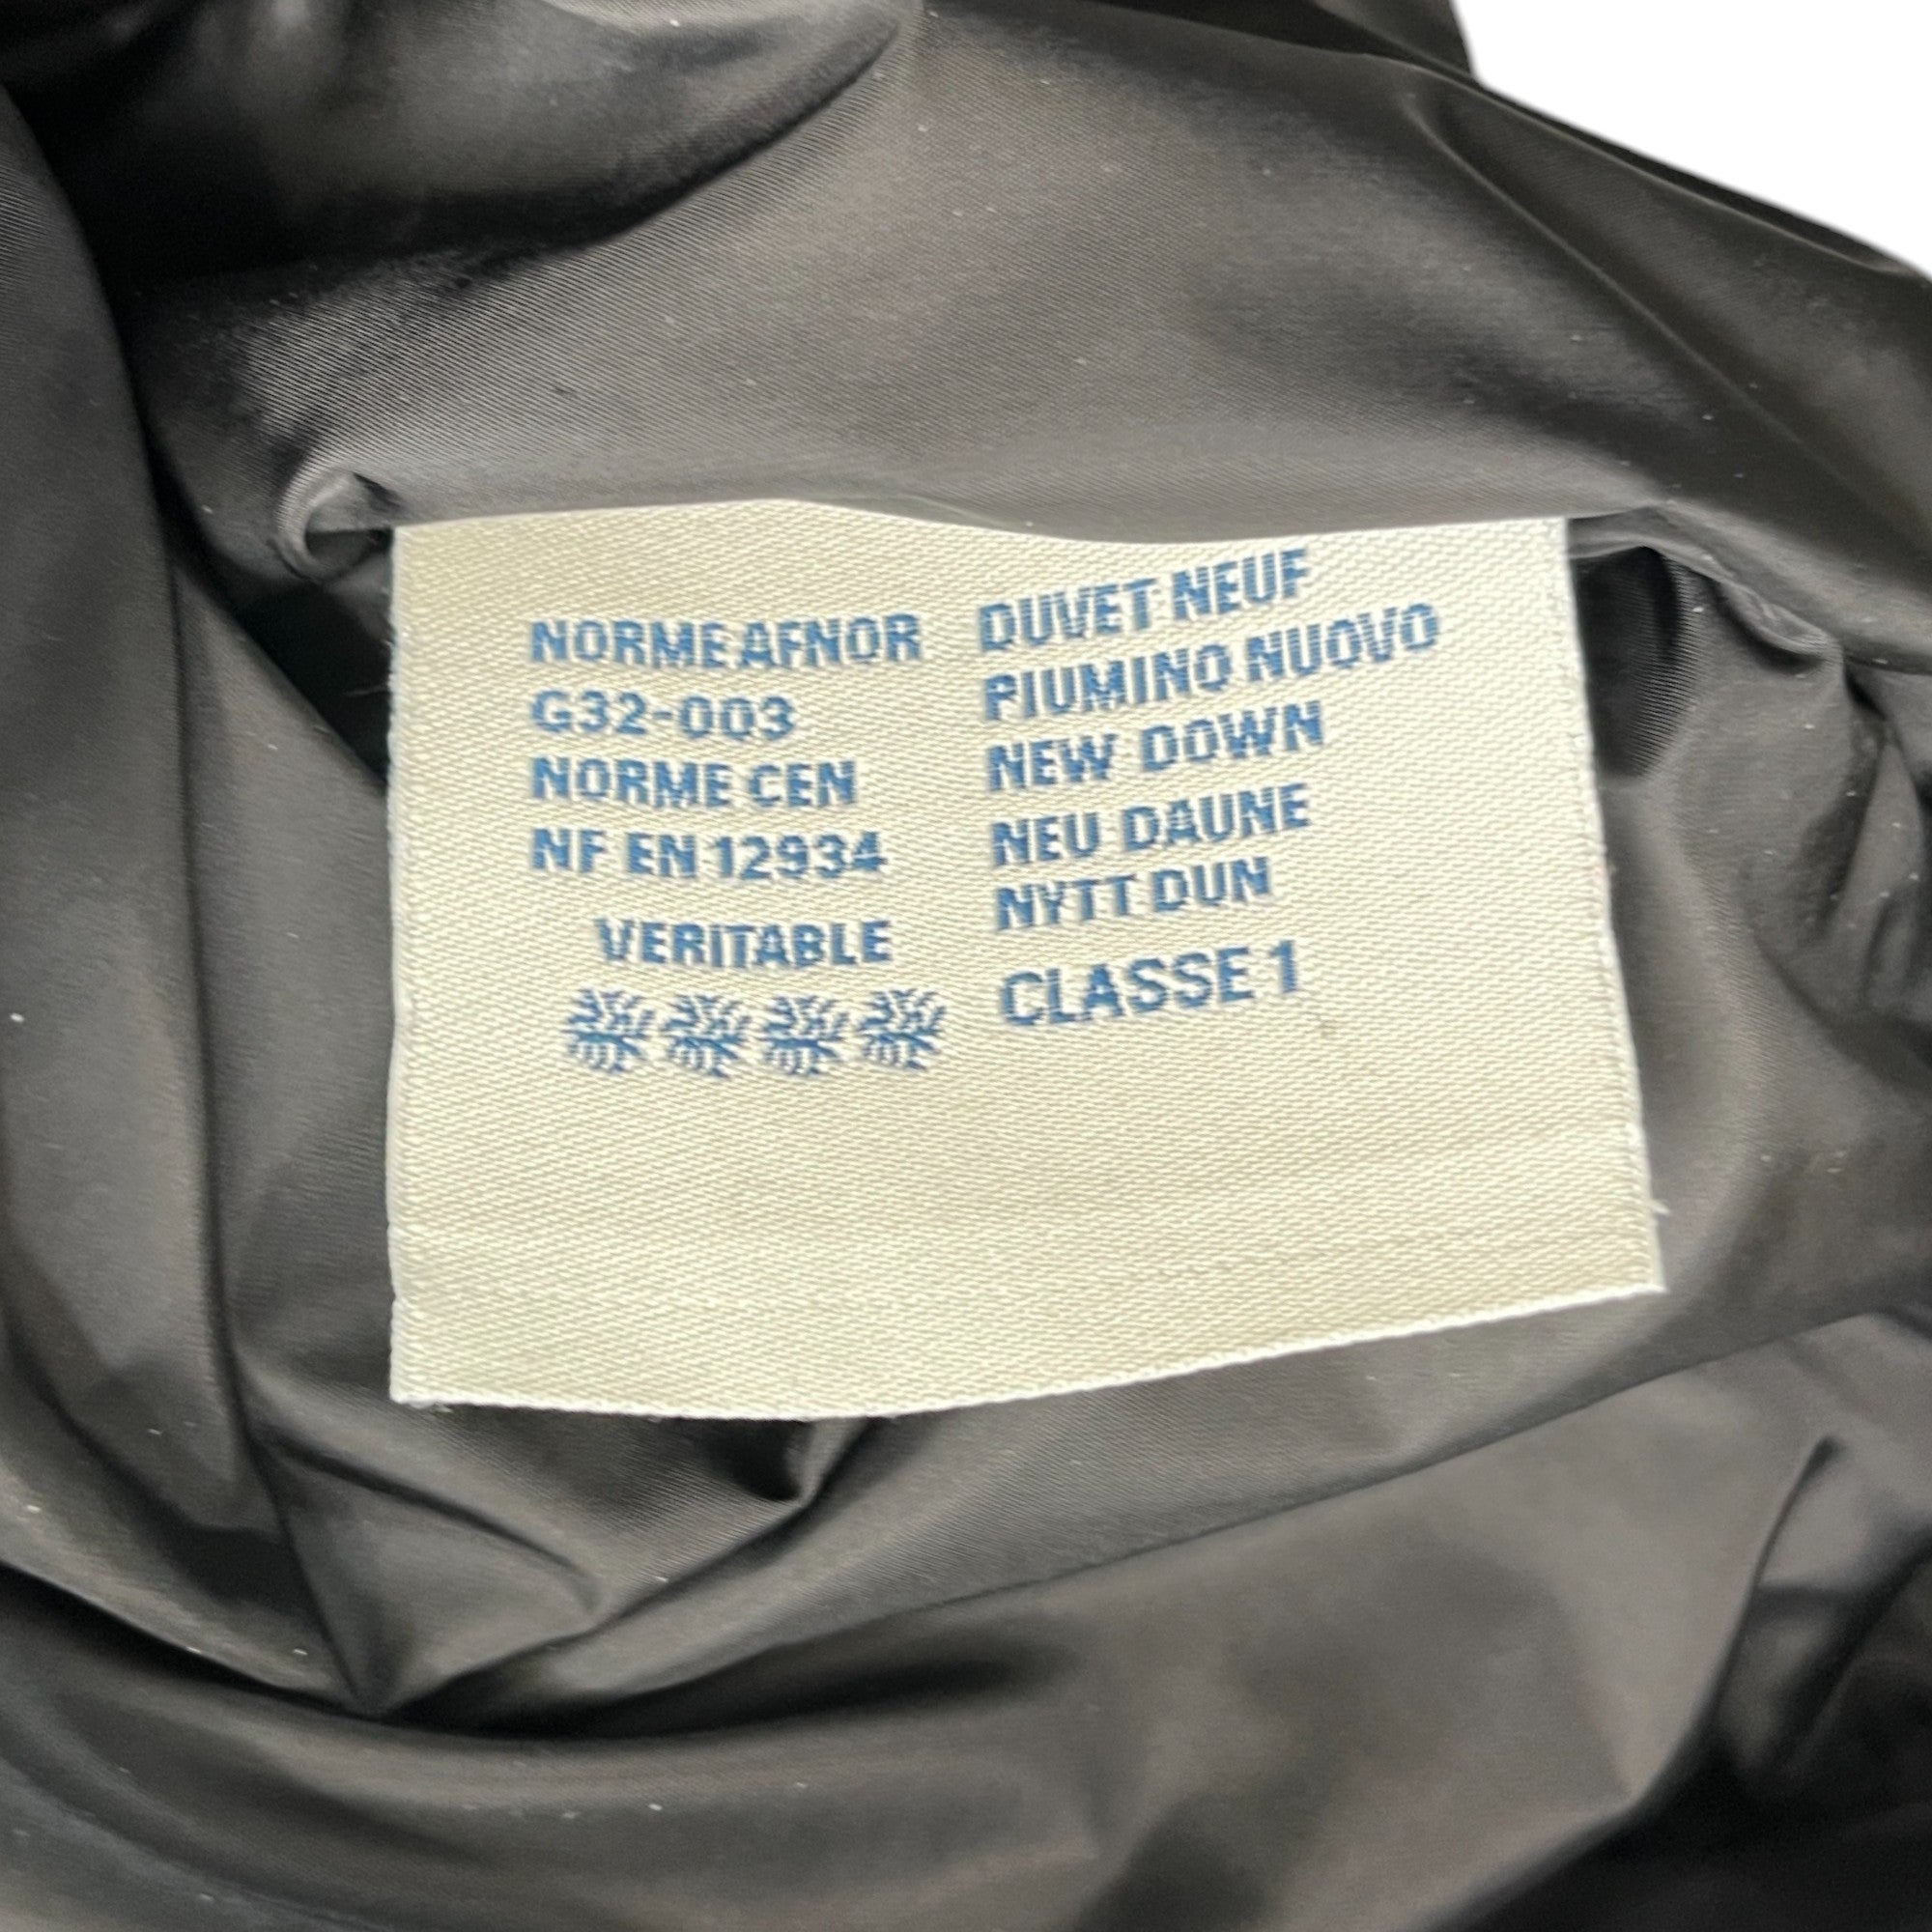 NORME AFNOR
G32-003
NORME CEN
NF EN 12934
VERITABLE
DUVET NEUF
PIUMINO NUOVO
NEW DOWN
NEU DAUNE
NYTT DUN
CLASSE 1